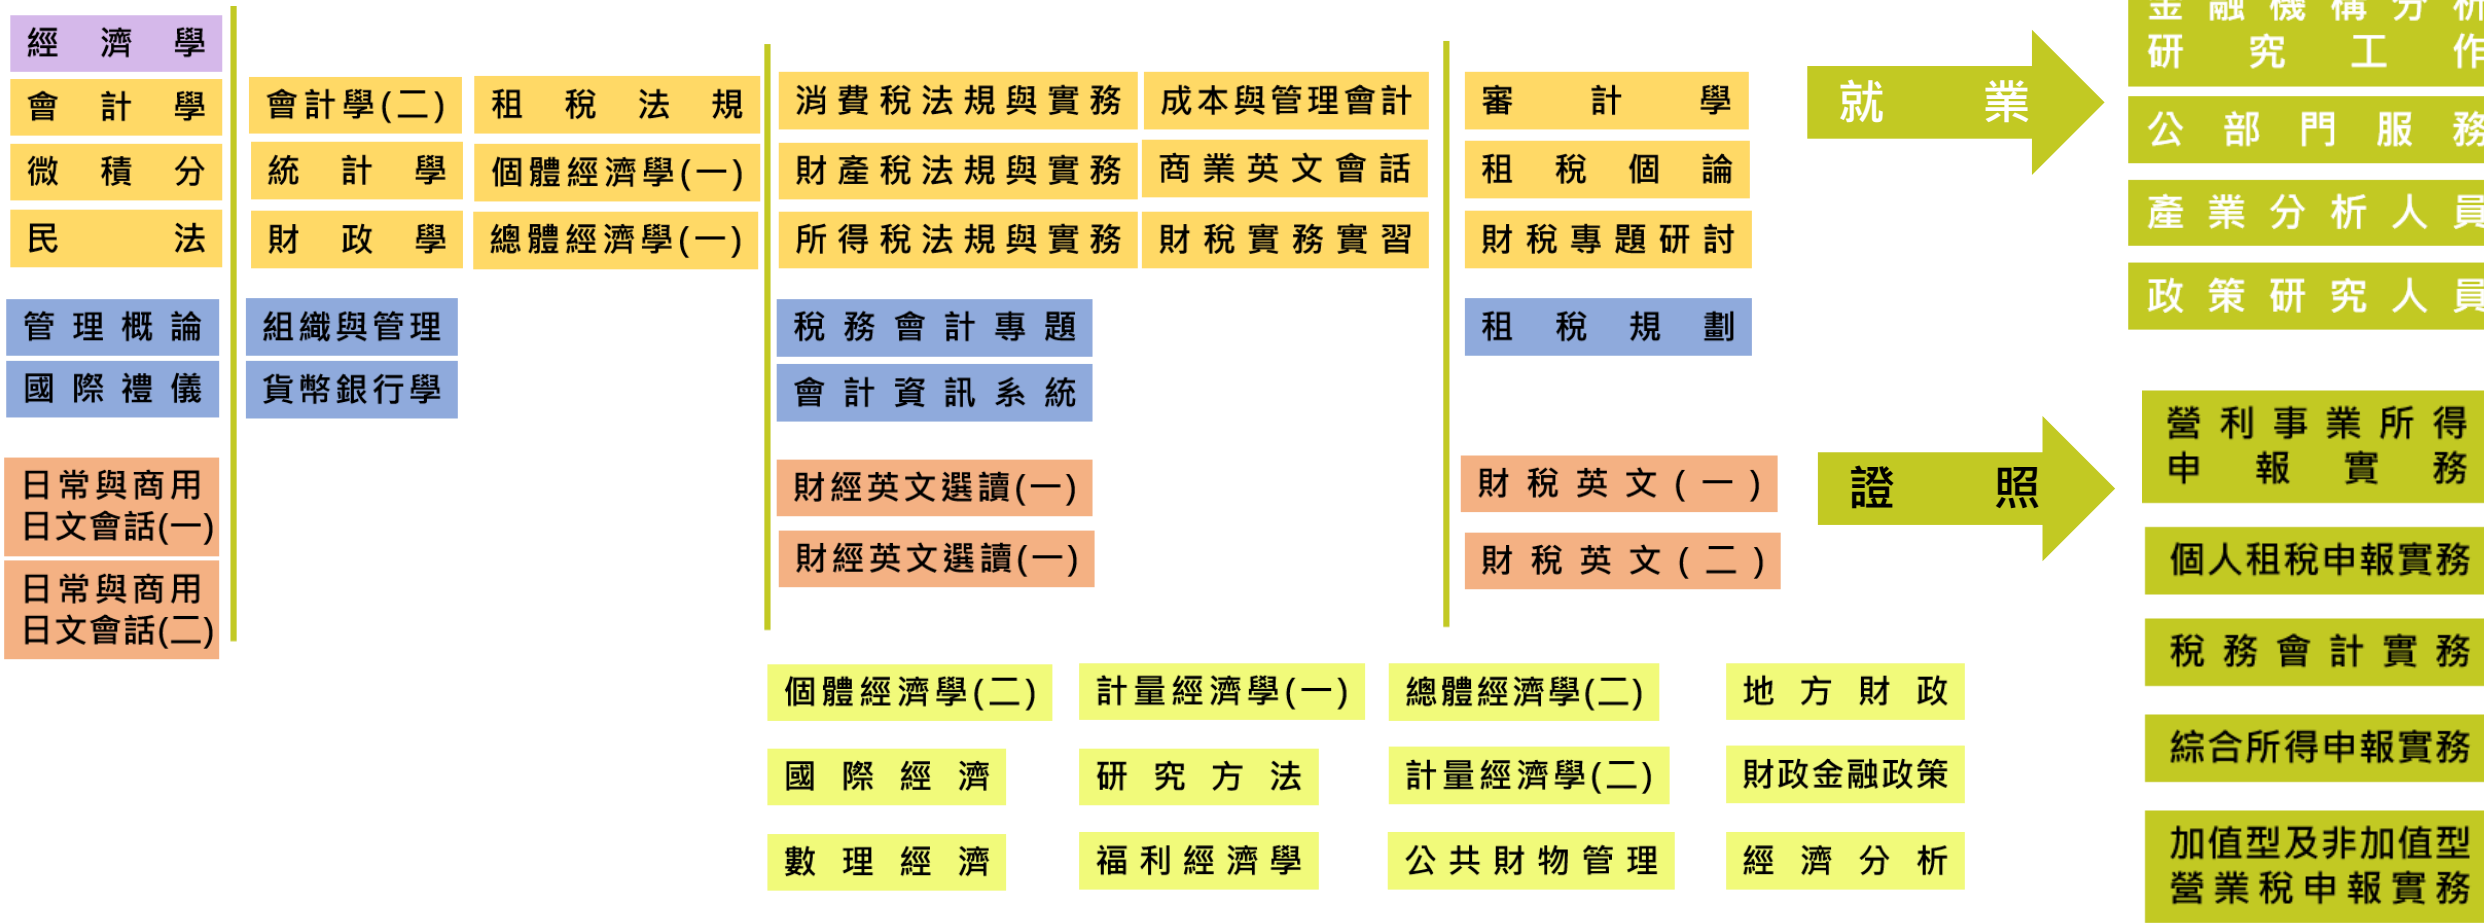 經濟學
會計學
微積分
民法
管理概論
國際禮儀
日常與商用
日文會話(一)
日常與商用
日文會話(二)
會計學(二)
統計學
財政學
租稅法規
個體經濟學(一)
總體經濟學(一)
組織與管理
貨幣銀行學
消費稅法規與實務
財產稅法規與實務
所得稅法規與實務
成本與管理會計
商業英文會話
財稅實務實習
稅務會計專題
會計資訊系統
財經英文選讀(一)
財經英文選讀(一)
審計學
租稅個論
財稅專題研討
租稅規劃
財稅英文(一)
財稅英文(二)
個體經濟學(二)
計量經濟學(一)
總體經濟學(二)
地方財政
國際經濟
研究方法
計量經濟學(二)
財政金融政策
數理經濟
福利經濟學
公共財物管理
經濟分析
就業
金融機構分析
研究工作
公部門服務
產業分析人員
政策研究人員
證照
營利事業所得
申報實務
個人租稅申報實務
稅務會計實務
綜合所得申報實務
加值型及非加值型
營業稅申報實務